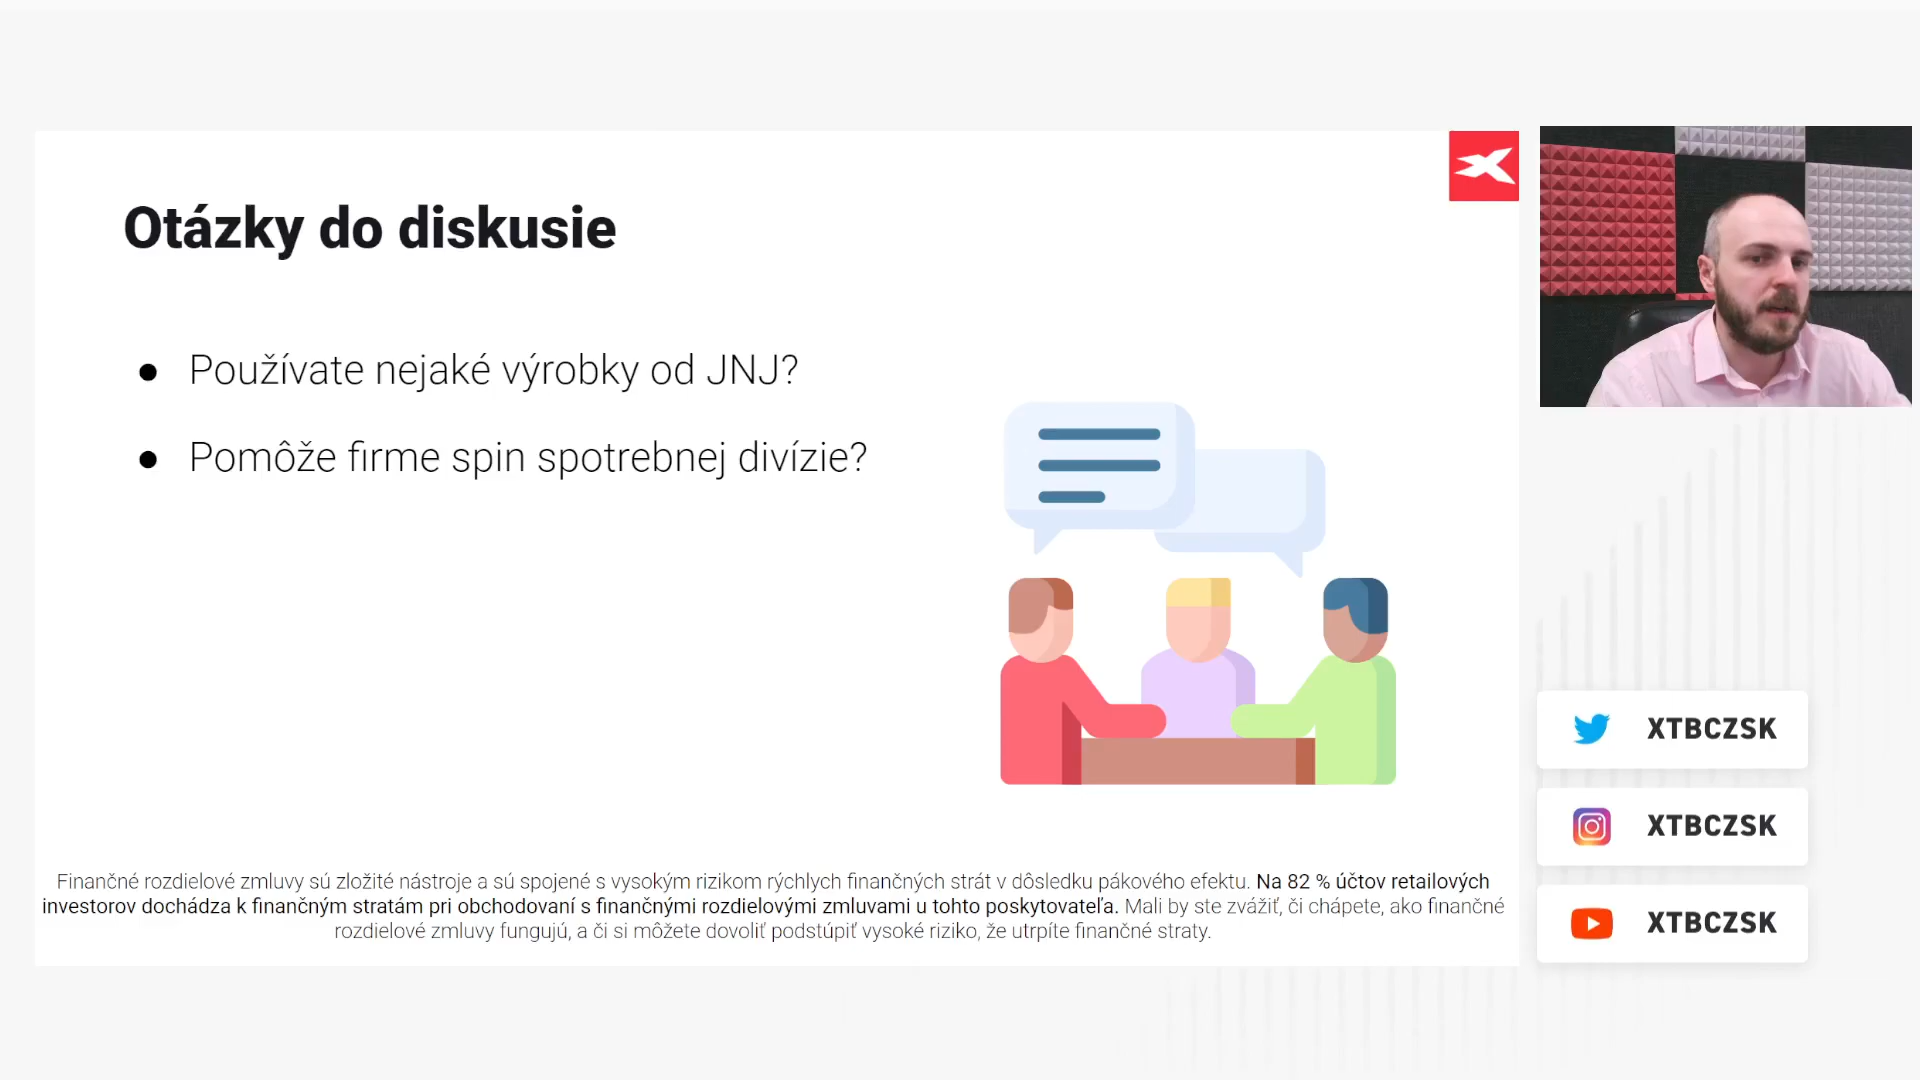 Otázky do diskusie
● Používate nejaké výrobky od JNJ?
● Pomôže firme spin spotrebnej divízie?
Finančné rozdielové zmluvy sú zložité nástroje a sú spojené s vysokým rizikom rýchlych finančných strát v dôsledku pákového efektu. Na 82 % účtov retailových
investorov dochádza k finančným stratám pri obchodovaní s finančnými rozdielovými zmluvami u tohto poskytovateľa. Mali by ste zvážiť, či chápete, ako finančné
rozdielové zmluvy fungujú, a či si môžete dovoliť podstúpiť vysoké riziko, že utrpíte finančné straty.
XTBCZSK
XTBCZSK
XTBCZSK